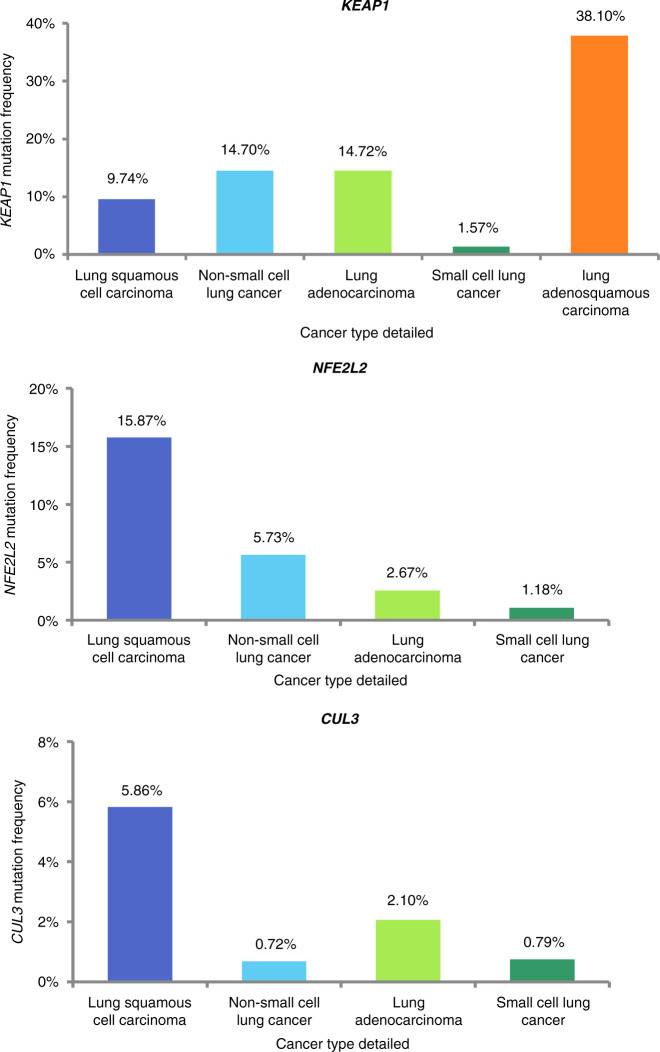 KEAP1
40%
30%
20%
10%
0%
KEAP1 mutation frequency
9.74%
14.70%
14.72%
1.57%
38.10%
Lung squamous
cell carcinoma
Non-small cell
lung cancer
Lung
adenocarcinoma
Small cell lung
cancer
lung
adenosquamous
carcinoma
Cancer type detailed
NFE2L2
20%
15%
10%
5%
0%
NFE2L2 mutation frequency
15.87%
5.73%
2.67%
1.18%
Lung squamous
cell carcinoma
Non-small cell
lung cancer
Lung
adenocarcinoma
Small cell lung
cancer
Cancer type detailed
CUL3
8%
6%
4%
2%
0%
CUL3 mutation frequency
5.86%
0.72%
2.10%
0.79%
Lung squamous
cell carcinoma
Non-small cell
lung cancer
Lung
adenocarcinoma
Small cell lung
cancer
Cancer type detailed